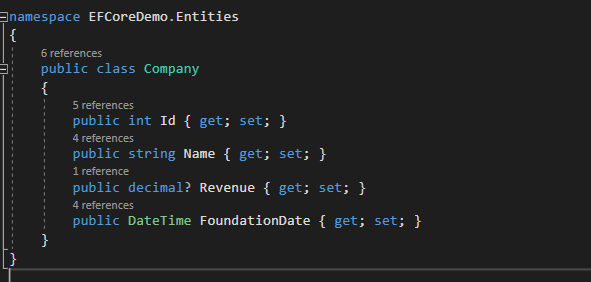 namespace EFCoreDemo.Entities
{
6 references
public class Company
{
5 references
public int Id { get; set; }
4 references
public string Name { get; set; }
1 reference
public decimal? Revenue { get; set; }
4 references
public DateTime FoundationDate { get; set; }
}
}